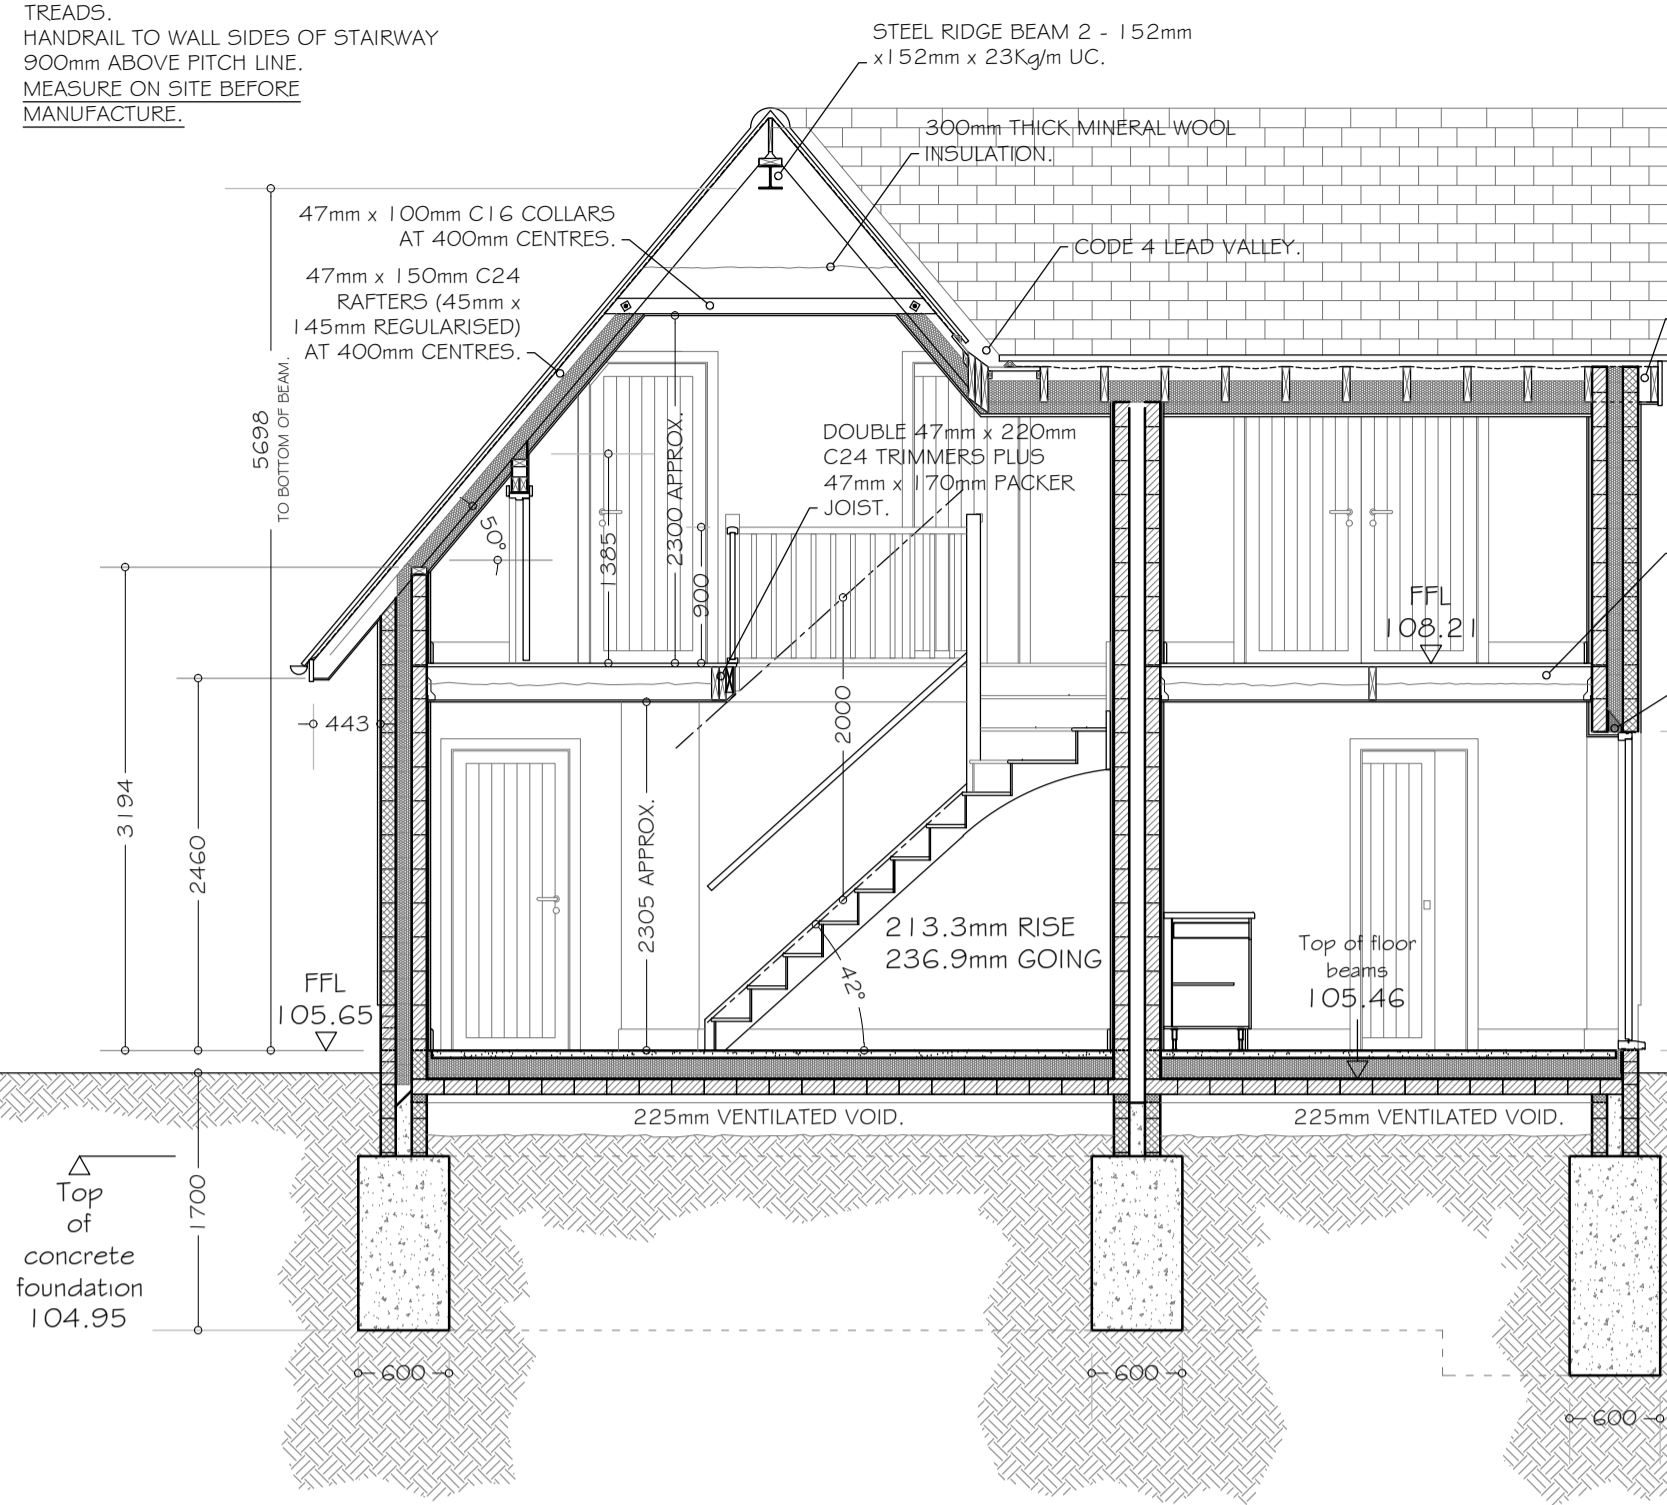 TREADS.
HANDRAIL TO WALL SIDES OF STAIRWAY
900mm ABOVE PITCH LINE.
MEASURE ON SITE BEFORE
MANUFACTURE.
STEEL RIDGE BEAM 2 - 152mm
x152mm x 23Kg/m UC.
300mm THICK MINERAL WOOL
INSULATION.
47mm x 100mm C16 COLLARS
AT 400mm CENTRES.
CODE 4 LEAD VALLEY.
47mm x 150mm C24
RAFTERS (45mm x
145mm REGULARISED)
AT 400mm CENTRES.
5698
TO BOTTOM OF BEAM.
DOUBLE 47mm x 220mm
C24 TRIMMERS PLUS
47mm x 170mm PACKER
JOIST.
50°
1385
2300 APPROX.
900
FFL
108.21
2000
443
3194
2460
2305 APPROX.
213.3mm RISE
236.9mm GOING
42°
Top of floor
beams
105.46
FFL
105.65
225mm VENTILATED VOID.
225mm VENTILATED VOID.
Top
of
concrete
foundation
104.95
1700
600
600
600